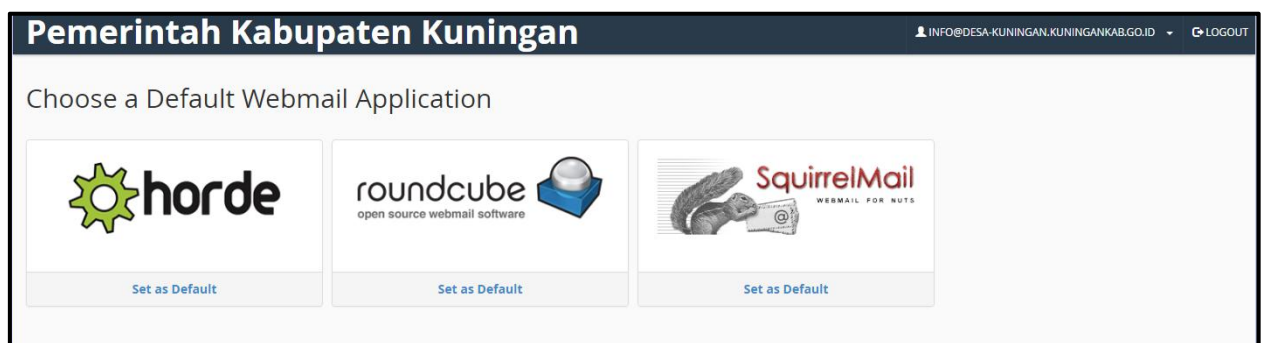 Pemerintah Kabupaten Kuningan
INFO@DESA-KUNINGAN.KUNINGANKAB.GO.ID
LOGOUT
Choose a Default Webmail Application
horde
roundcube
open source webmail software
SquirrelMail
WEBMAIL FOR NUTS
@
Set as Default
Set as Default
Set as Default